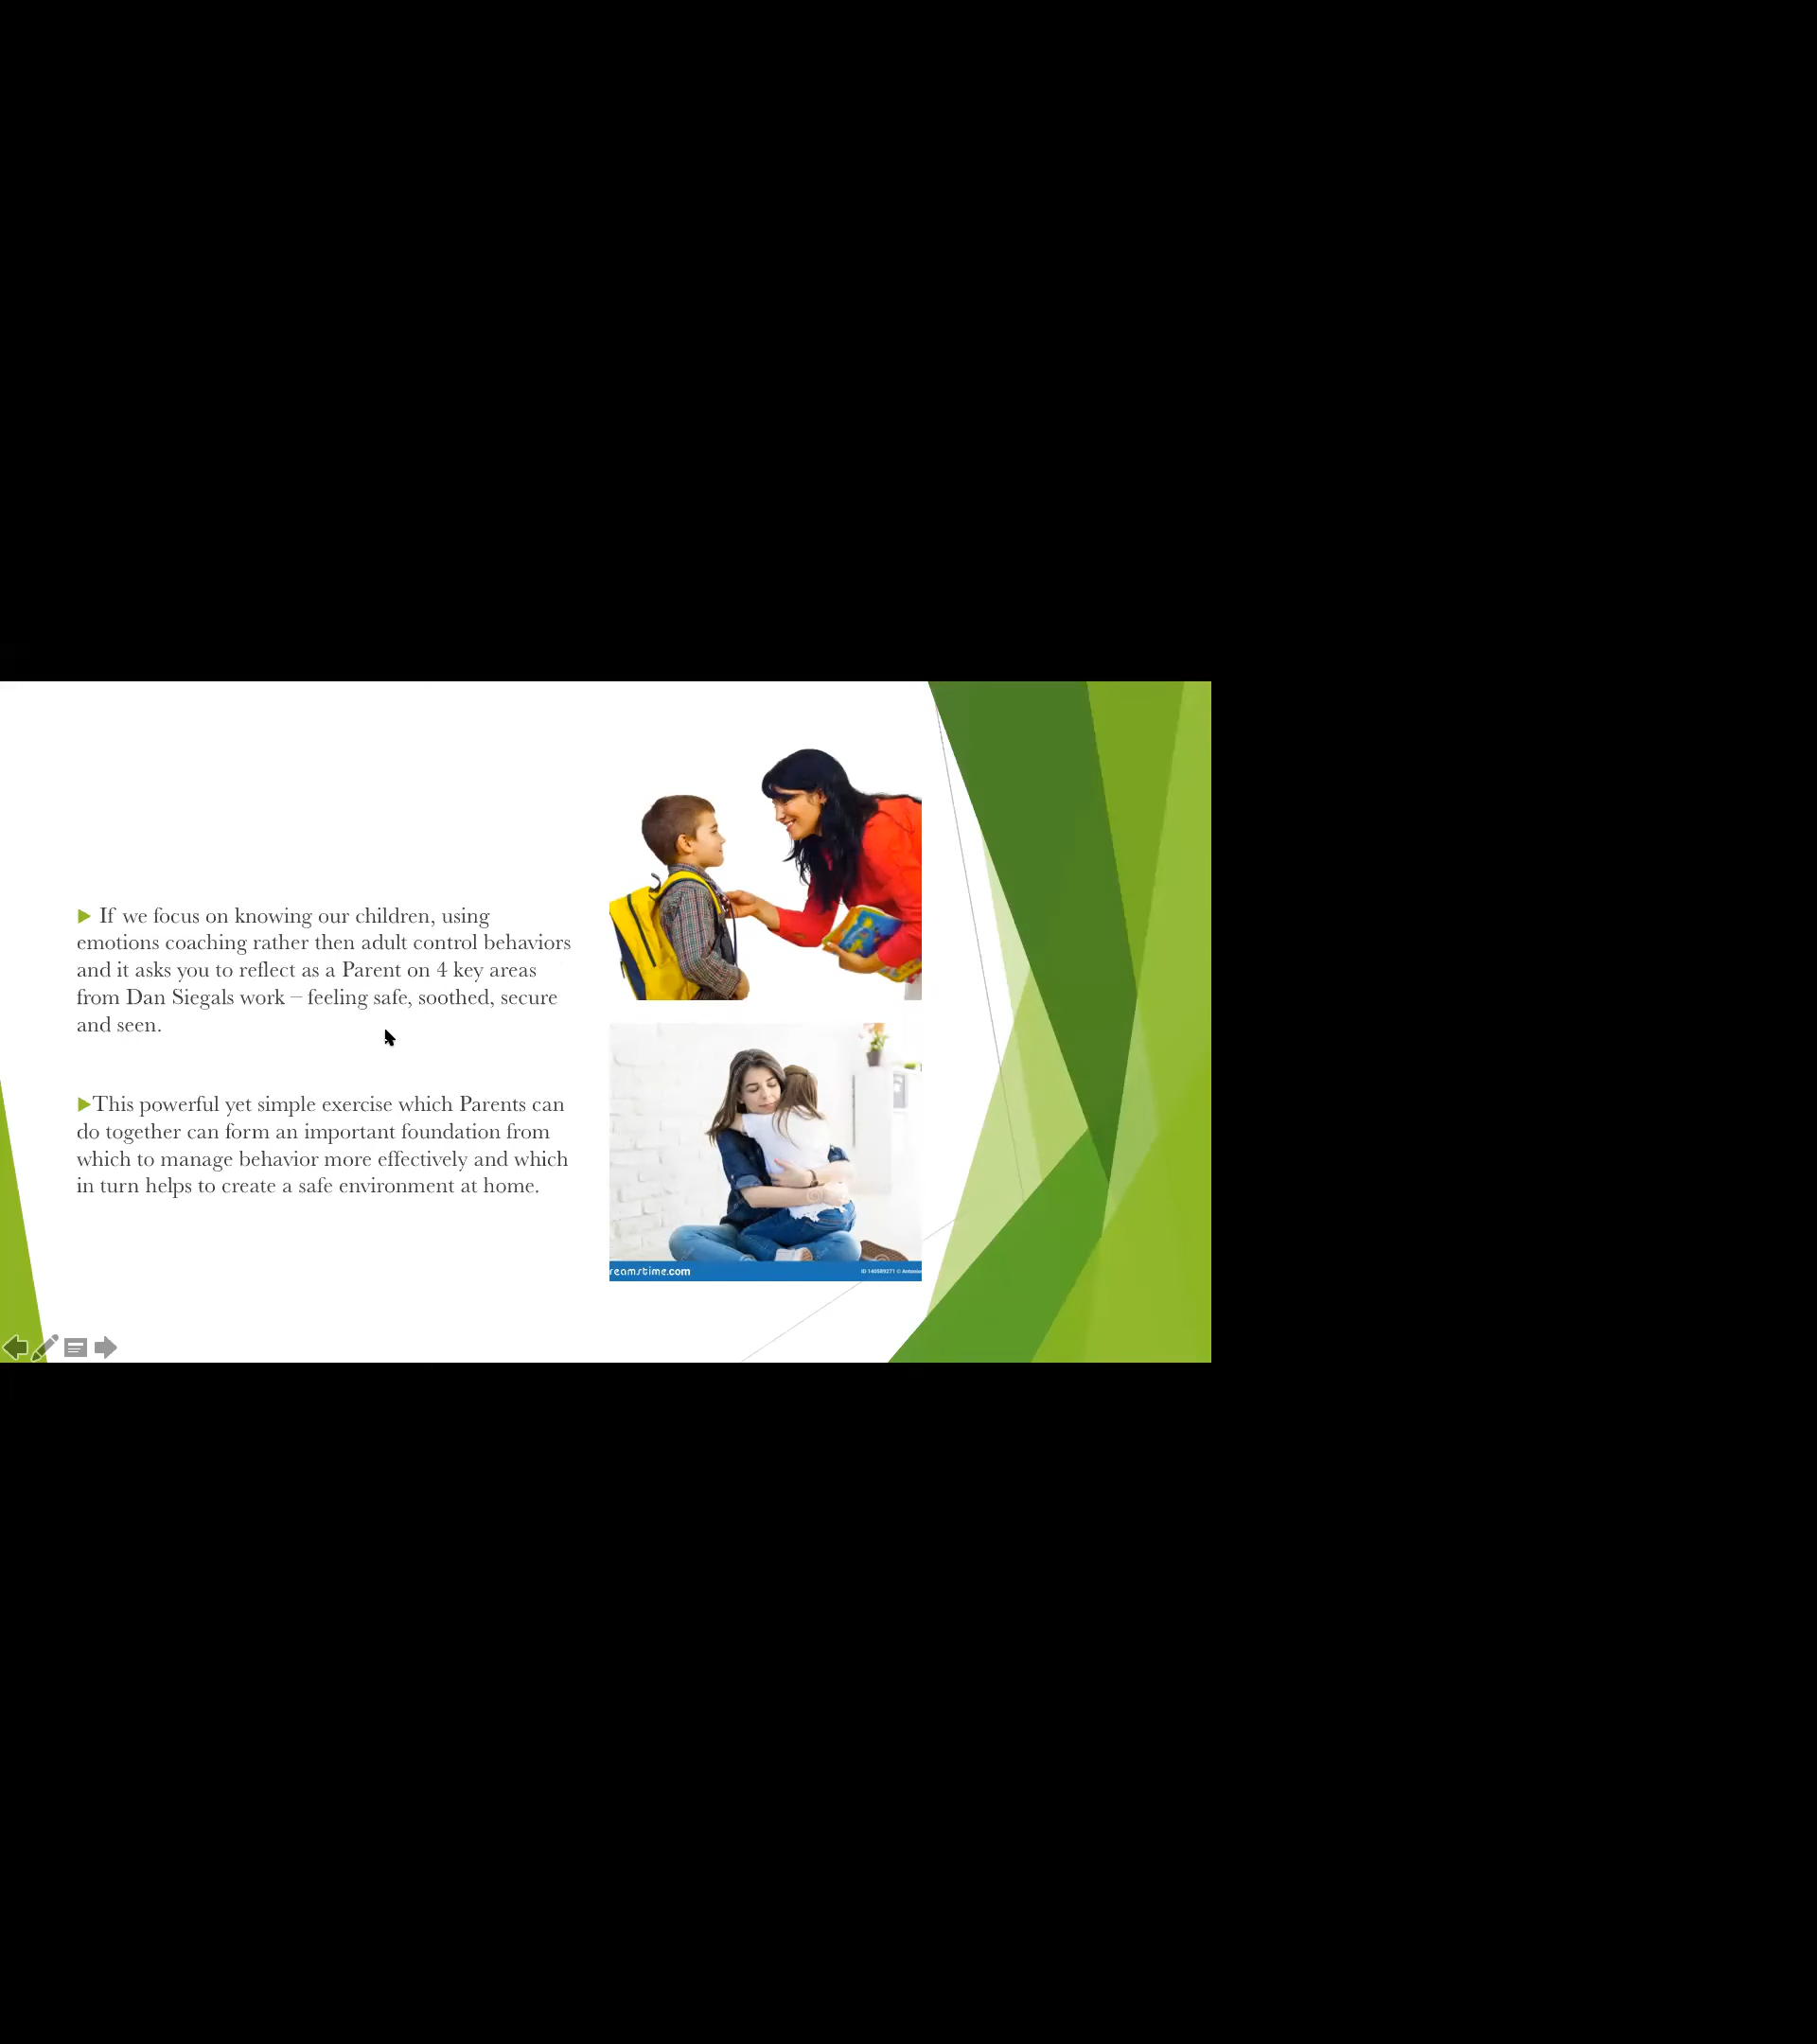 If we focus on knowing our children, using
emotions coaching rather then adult control behaviors
and it asks you to reflect as a Parent on 4 key areas
from Dan Siegals work – feeling safe, soothed, secure
and seen.
This powerful yet simple exercise which Parents can
do together can form an important foundation from
which to manage behavior more effectively and which
in turn helps to create a safe environment at home.
reamstime.com
ID 140589271 © Antonio